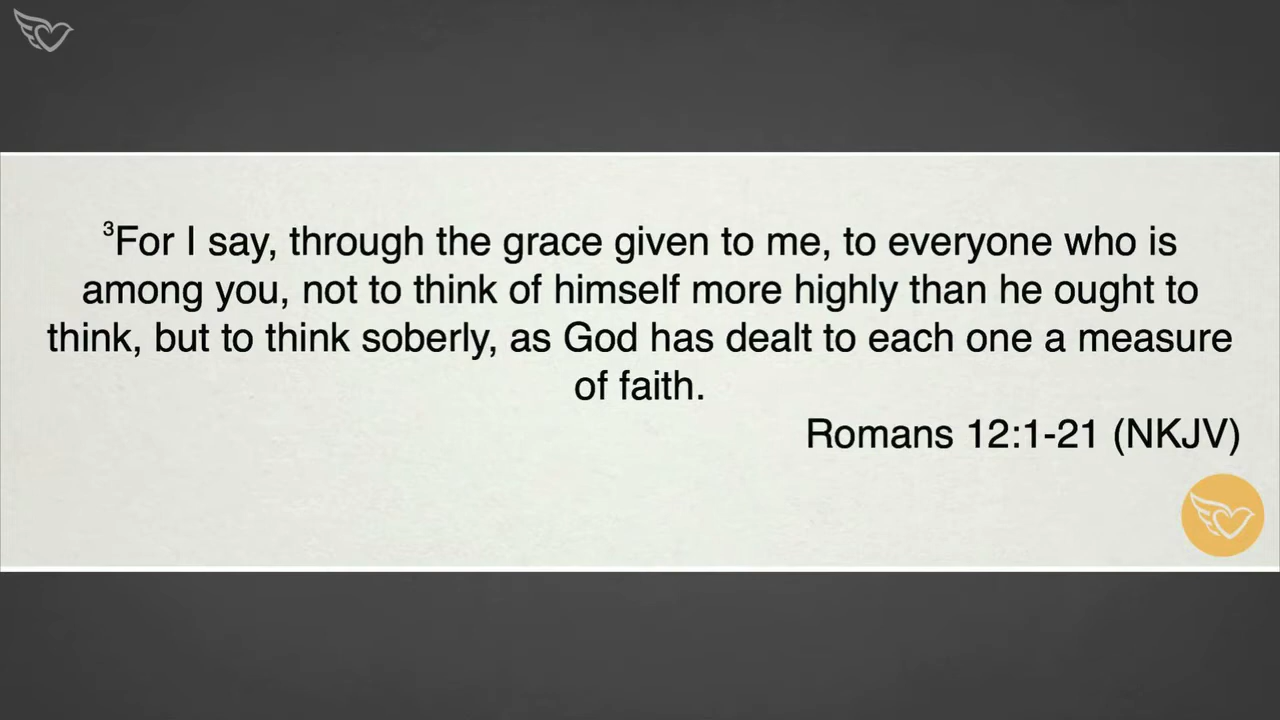 ³For I say, through the grace given to me, to everyone who is
among you, not to think of himself more highly than he ought to
think, but to think soberly, as God has dealt to each one a measure
of faith.
Romans 12:1-21 (NKJV)